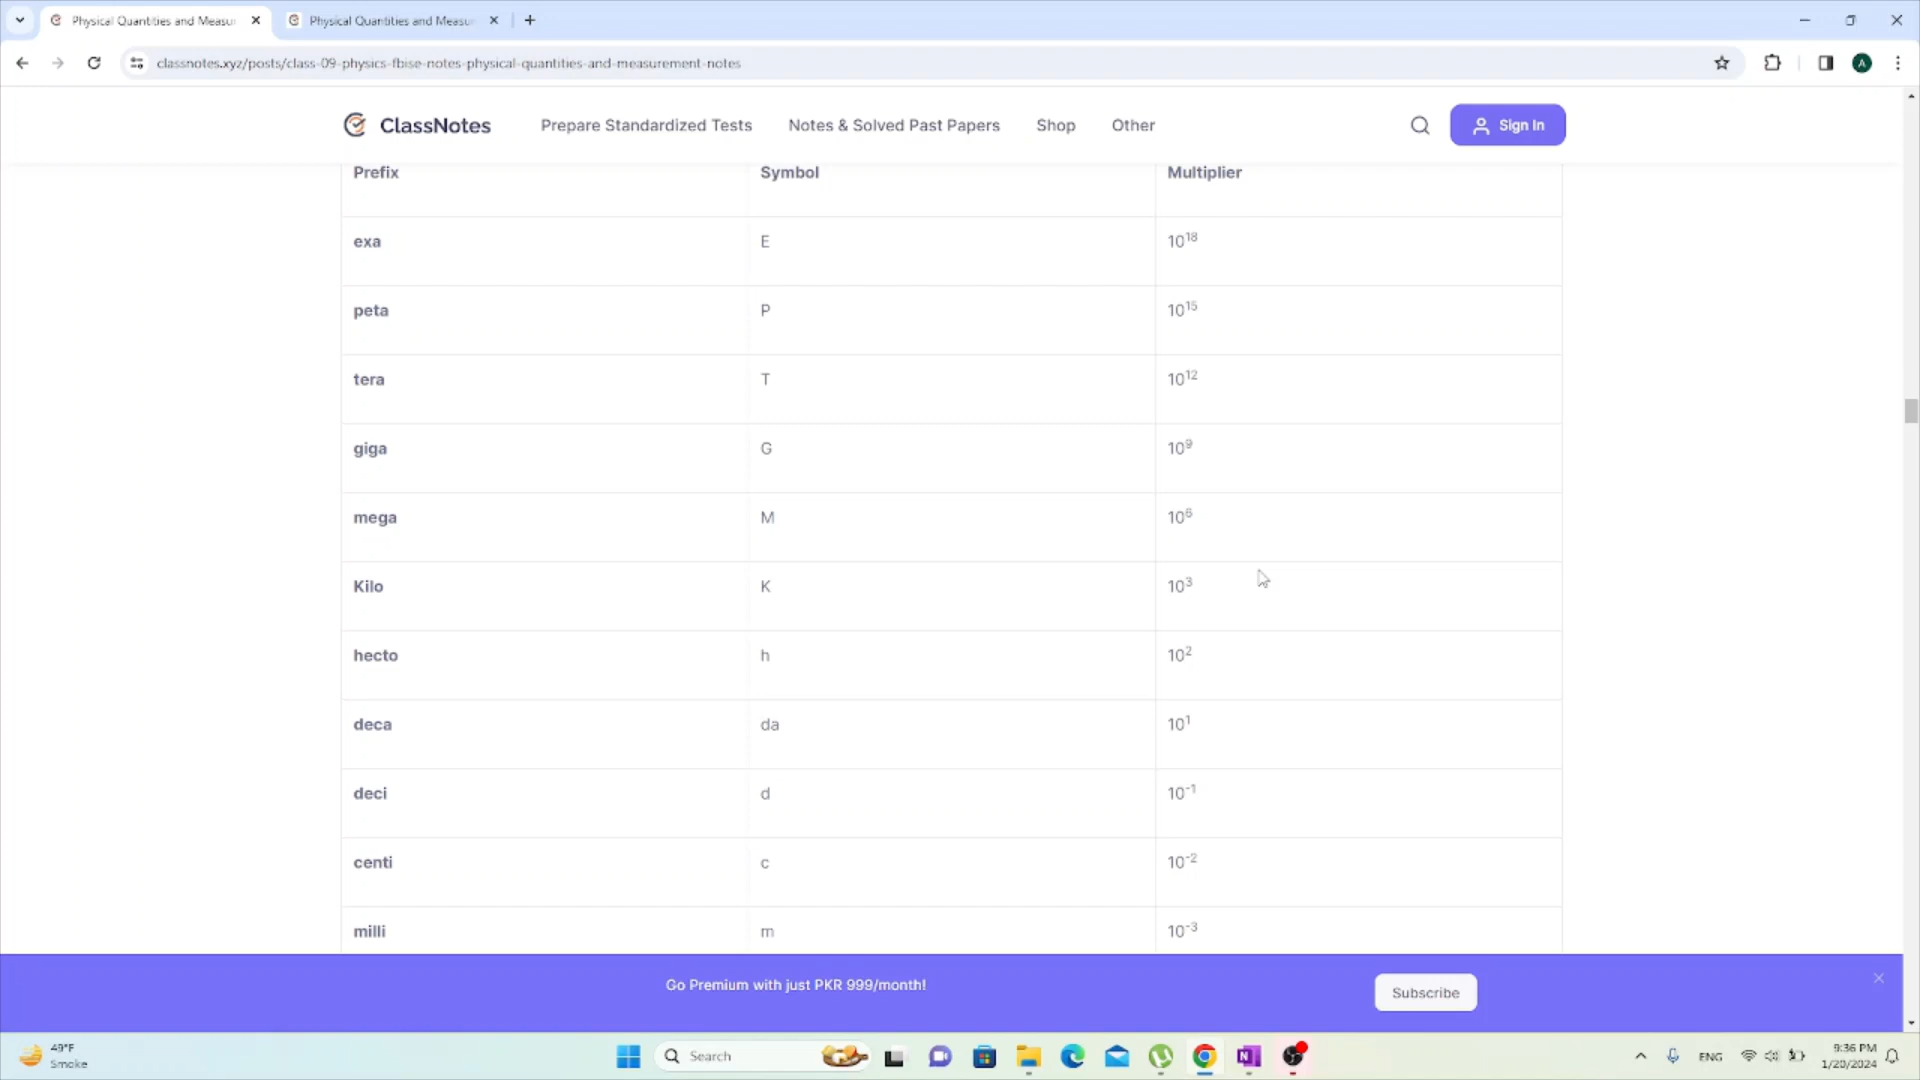 Physical Quantities and Measur
Physical Quantities and Measur
classnotes.xyz/posts/class-09-physics-fbise-notes-physical-quantities-and-measurement-notes
A
ClassNotes Prepare Standardized Tests Notes & Solved Past Papers Shop Other Sign In
Prefix Symbol Multiplier
exa E 10¹⁸
peta P 10¹⁵
tera T 10¹²
giga G 10⁹
mega M 10⁶
Kilo K 10³
hecto h 10²
deca da 10¹
deci d 10⁻¹
centi c 10⁻²
milli m 10⁻³
Go Premium with just PKR 999/month!
Subscribe
49°F
Smoke
Search
N
ENG
9:36 PM
1/20/2024